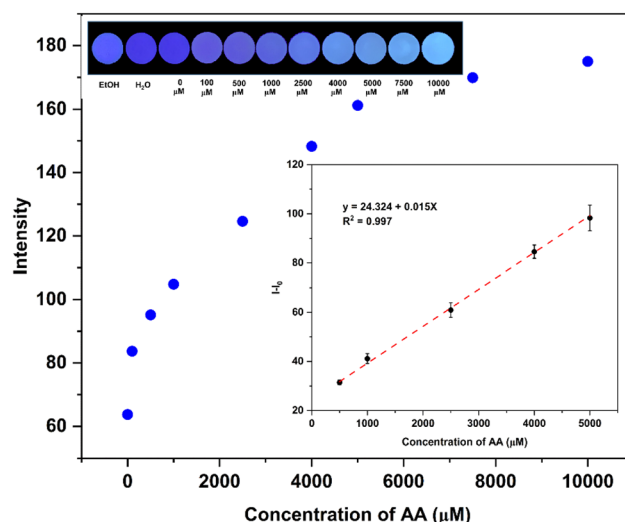 180
160
140
120
100
80
60
Intensity
EtOH H₂O 0 μM 100 μM 500 μM 1000 μM 2500 μM 4000 μM 5000 μM 7500 μM 10000 μM
120
100
80
60
40
20
I-I₀
y = 24.324 + 0.015X
R² = 0.997
0 1000 2000 3000 4000 5000
Concentration of AA (μM)
0 2000 4000 6000 8000 10000
Concentration of AA (μM)